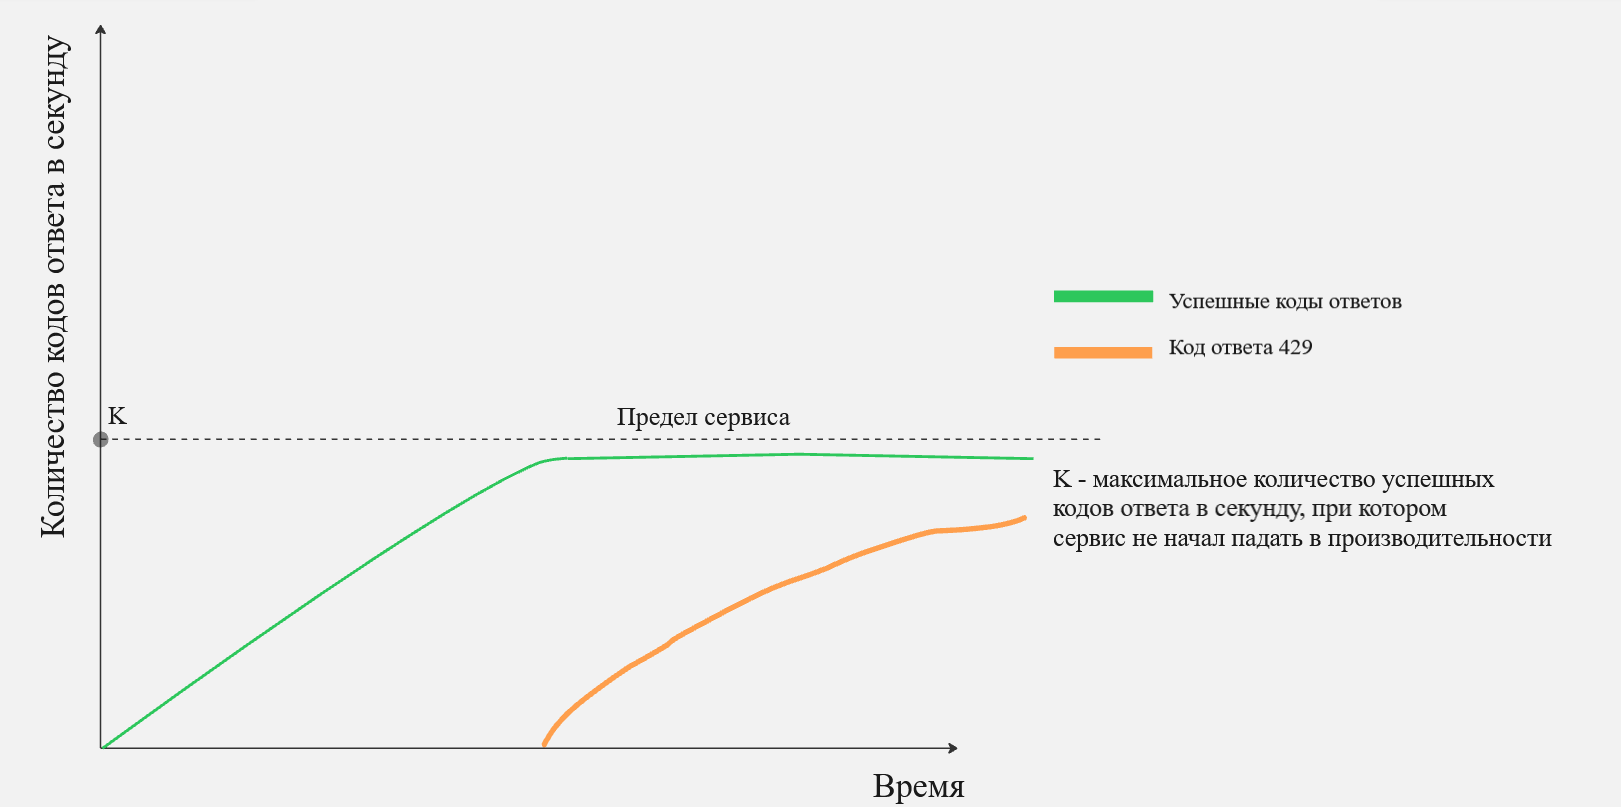 Количество кодов ответа в секунду
Успешные коды ответов
Код ответа 429
K
Предел сервиса
K - максимальное количество успешных
кодов ответа в секунду, при котором
сервис не начал падать в производительности
Время